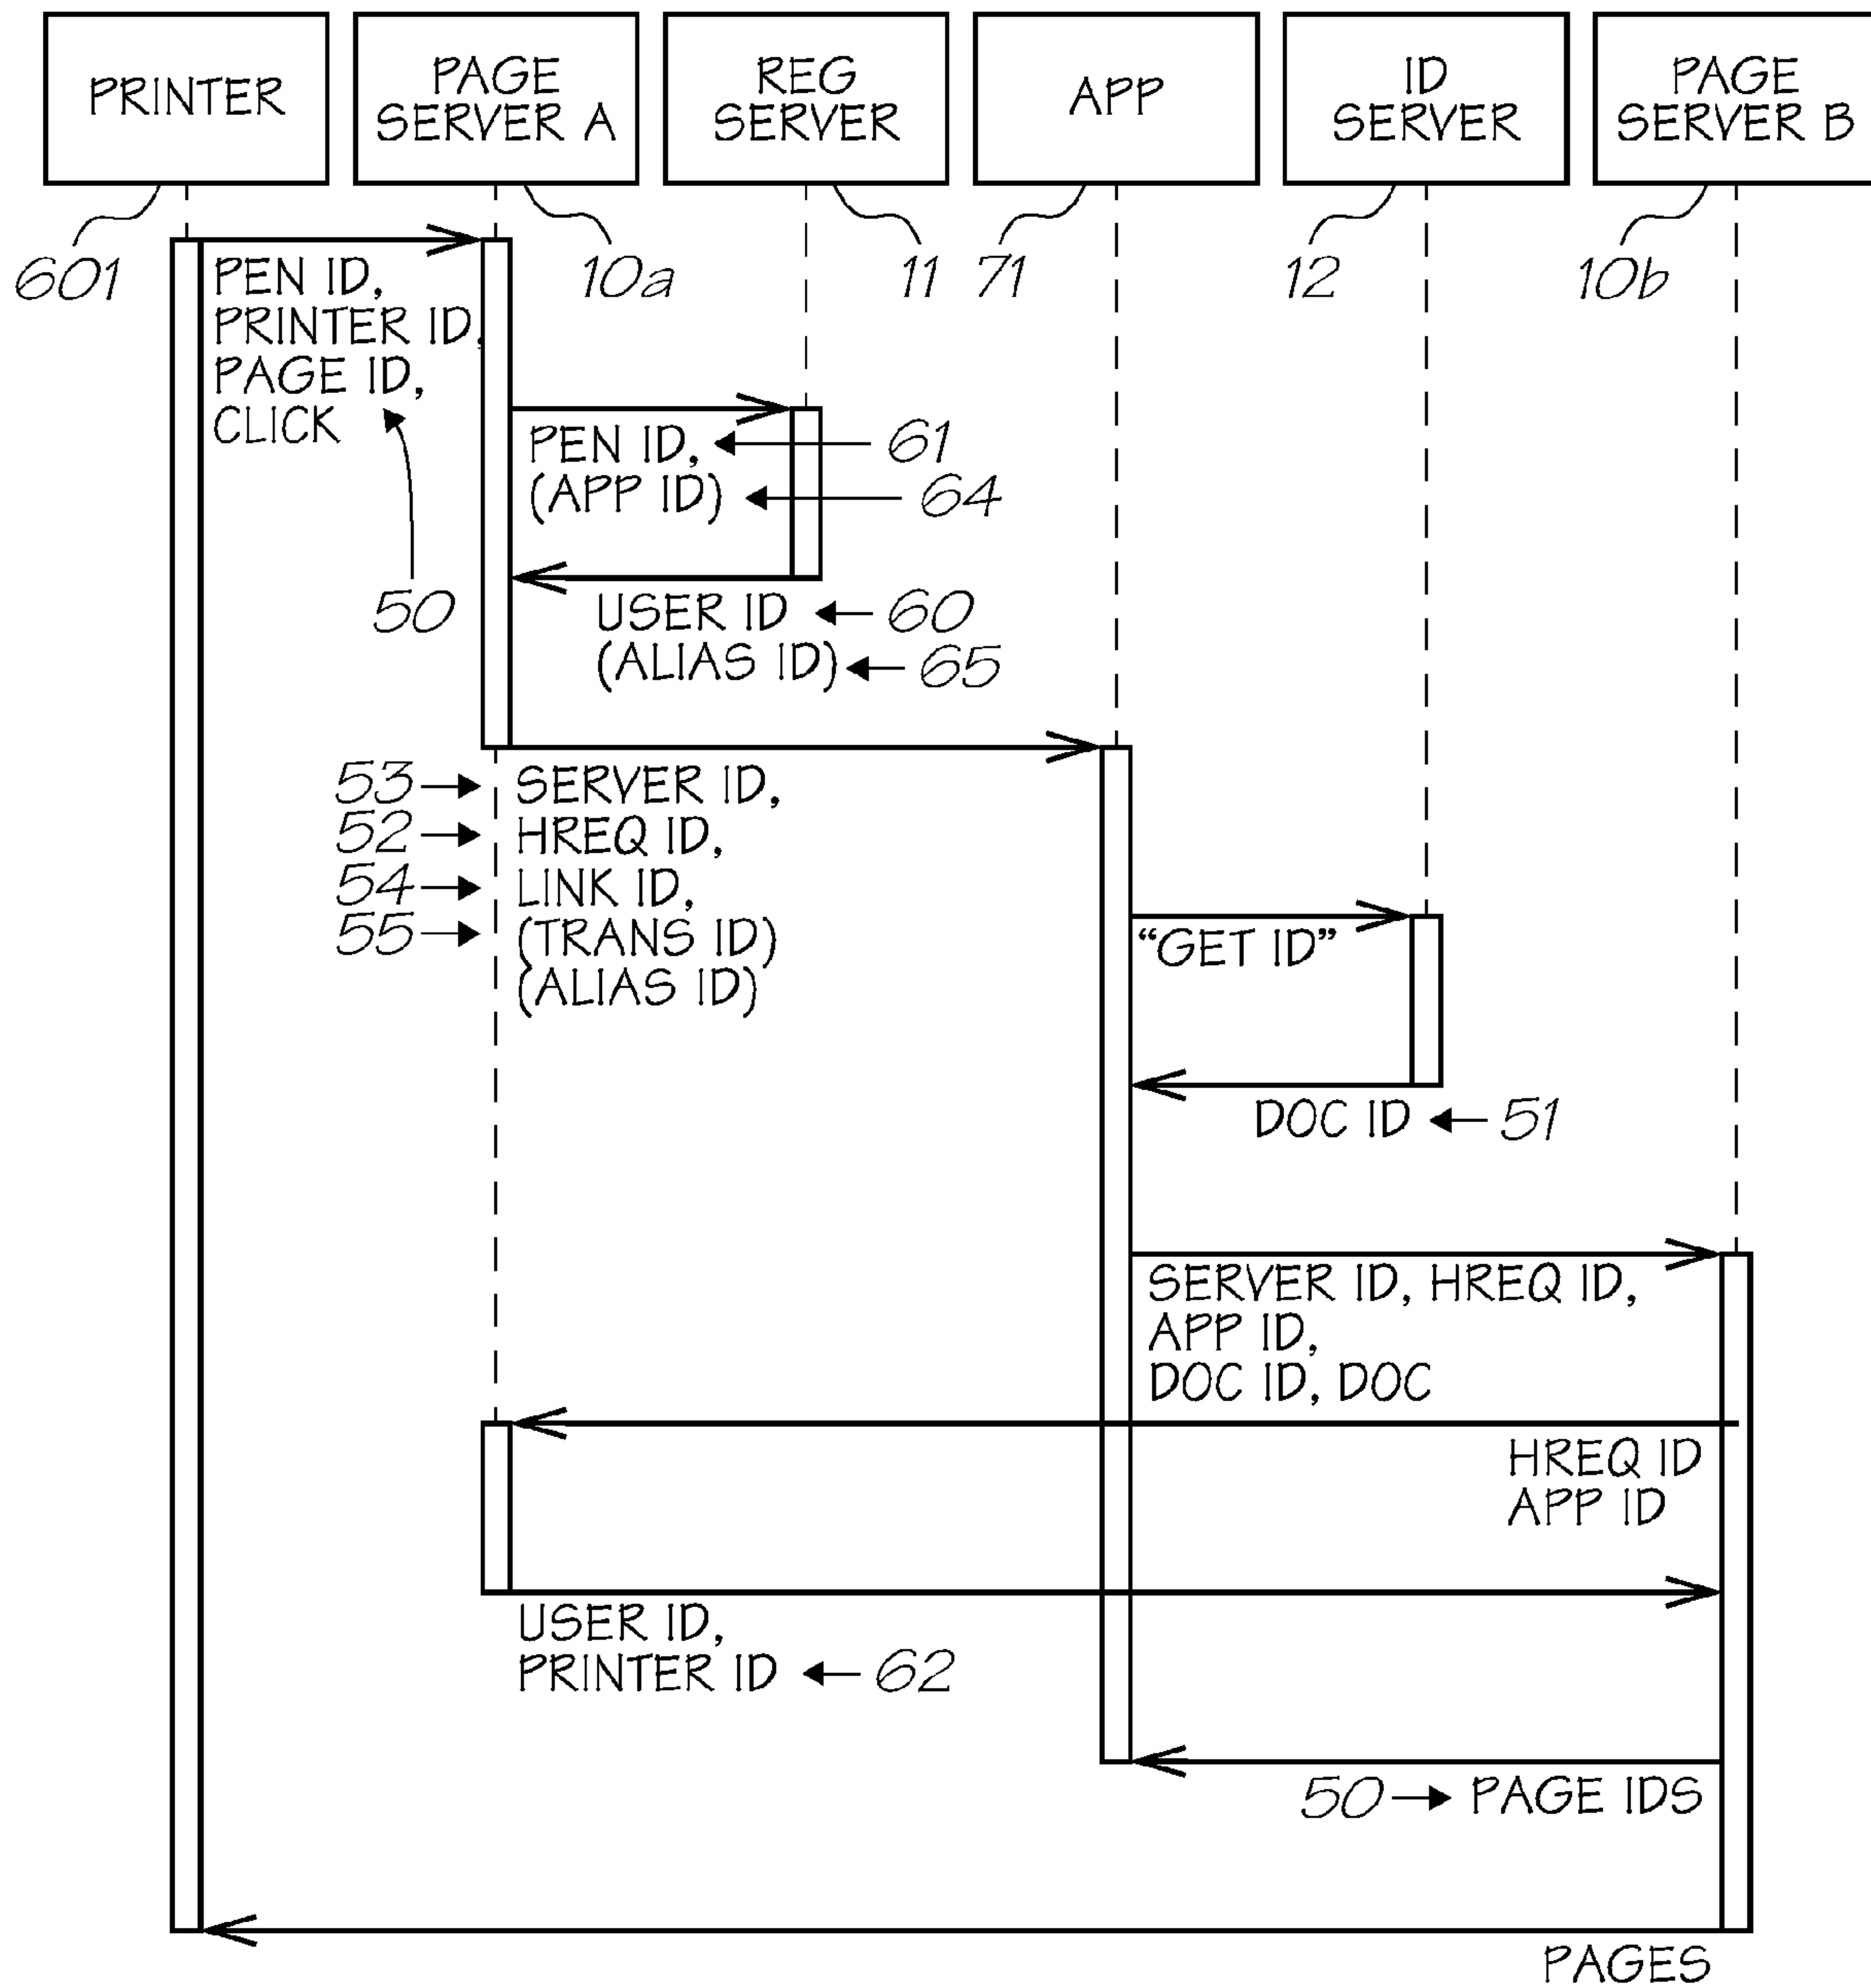 PRINTER
PAGE
SERVER A
REG
SERVER
APP
ID
SERVER
PAGE
SERVER B
601
10a
11
71
12
10b
PEN ID,
PRINTER ID,
PAGE ID,
CLICK
50
PEN ID,
61
(APP ID)
64
USER ID
60
(ALIAS ID)
65
53
SERVER ID,
52
HREQ ID,
54
LINK ID,
55
(TRANS ID)
(ALIAS ID)
“GET ID”
DOC ID
51
SERVER ID, HREQ ID,
APP ID,
DOC ID, DOC
HREQ ID
APP ID
USER ID,
PRINTER ID
62
50
PAGE IDS
PAGES